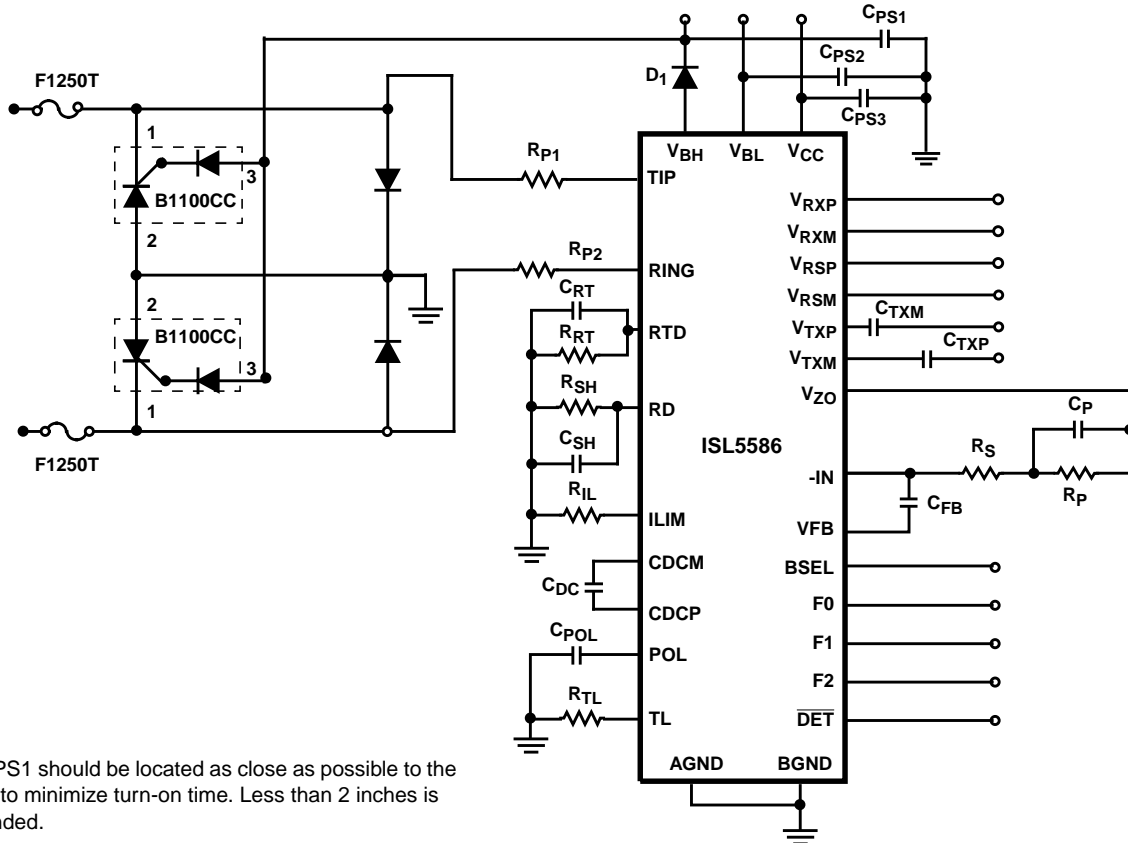 CPS1
CPS2
CPS3
D1
F1250T
1
3
B1100CC
2
2
B1100CC
3
1
F1250T
RP1
RP2
CRT
RRT
RSH
CSH
RIL
CDC
CPOL
RTL
VBH VBL VCC
TIP
RING
RTD
RD
ILIM
CDCM
CDCP
POL
TL
ISL5586
VRXP
VRXM
VRSP
VRSM
VTXP
VTXM
VZO
-IN
VFB
BSEL
F0
F1
F2
DET
AGND BGND
CTXM
CTXP
CP
RS
RP
CFB
PS1 should be located as close as possible to the
to minimize turn-on time. Less than 2 inches is
nded.